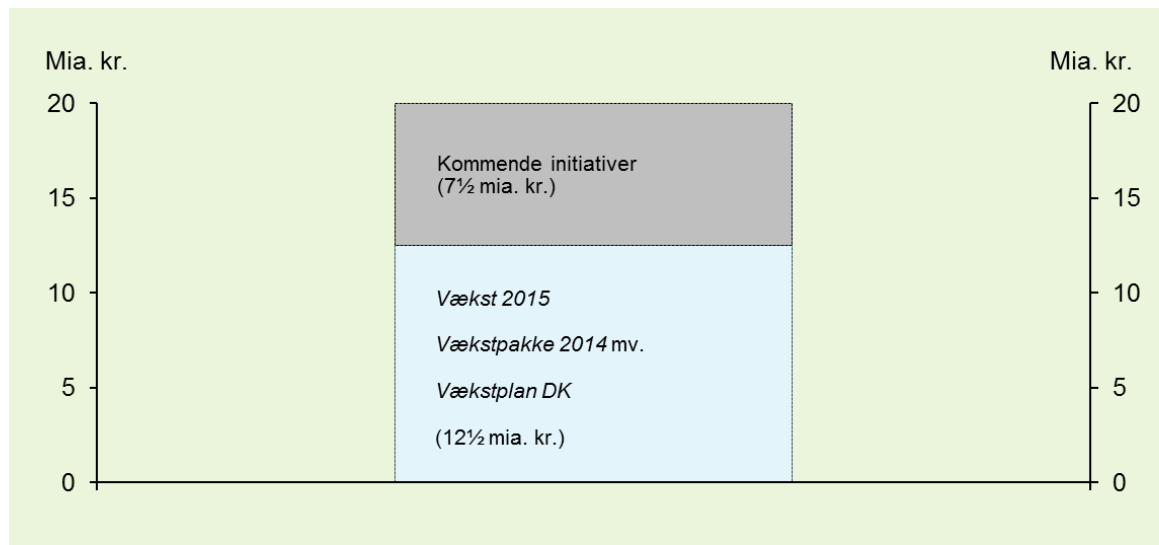 Mia. kr.
Mia. kr.
20
20
Kommende initiativer
(7½ mia. kr.)
15
15
10
10
Vækst 2015
Vækstpakke 2014 mv.
5
5
Vækstplan DK
(12½ mia. kr.)
0
0